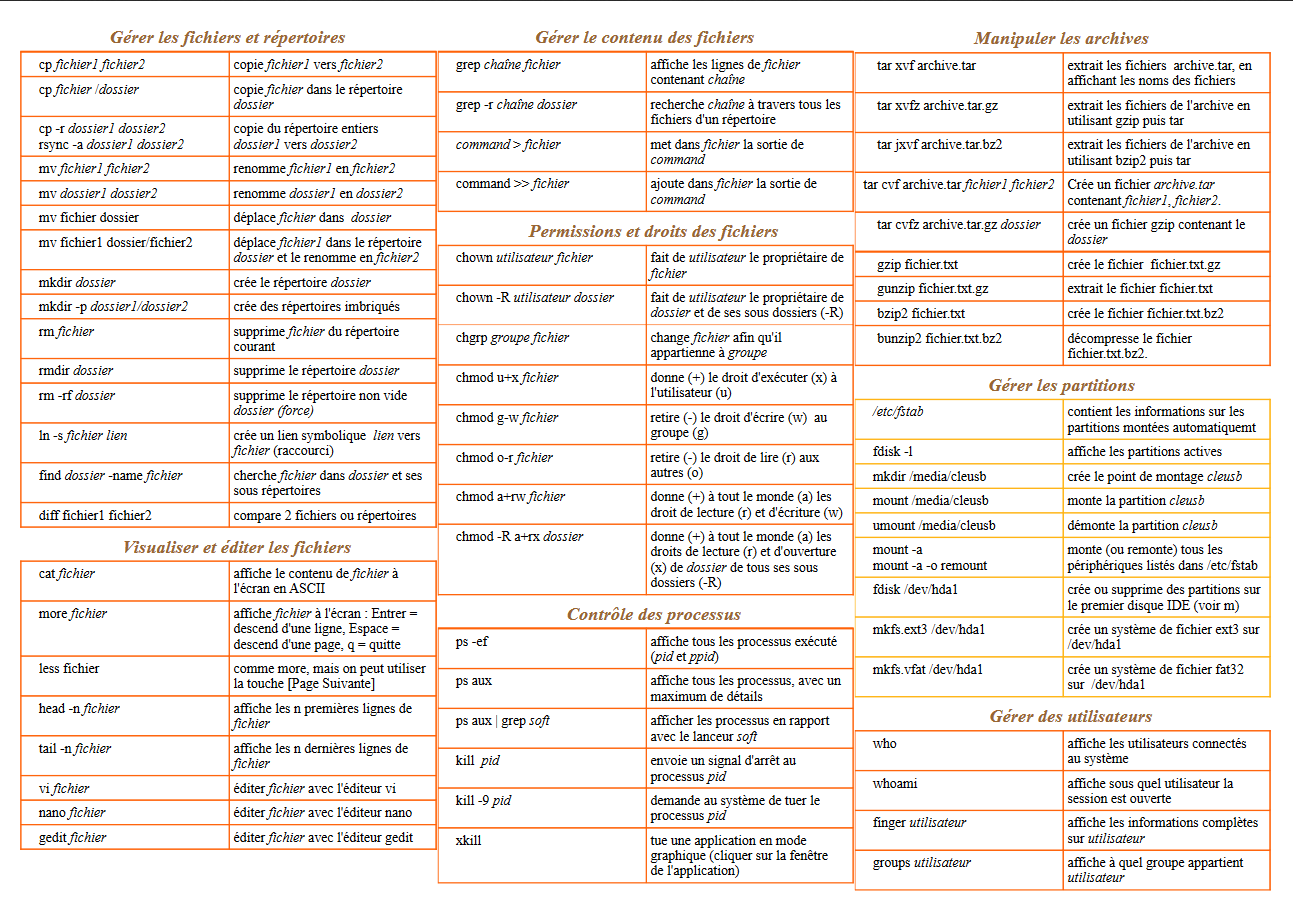 Gérer les fichiers et répertoires
cp fichier1 fichier2 copie fichier1 vers fichier2
cp fichier /dossier copie fichier dans le répertoire
dossier
cp -r dossier1 dossier2 copie du répertoire entiers
rsync -a dossier1 dossier2 dossier1 vers dossier2
mv fichier1 fichier2 renomme fichier1 en fichier2
mv dossier1 dossier2 renomme dossier1 en dossier2
mv fichier dossier déplace fichier dans dossier
mv fichier1 dossier/fichier2 déplace fichier1 dans le répertoire
dossier et le renomme en fichier2
mkdir dossier crée le répertoire dossier
mkdir -p dossier1/dossier2 crée des répertoires imbriqués
rm fichier supprime fichier du répertoire
courant
rmdir dossier supprime le répertoire dossier
rm -rf dossier supprime le répertoire non vide
dossier (force)
ln -s fichier lien crée un lien symbolique lien vers
fichier (raccourci)
find dossier -name fichier cherche fichier dans dossier et ses
sous répertoires
diff fichier1 fichier2 compare 2 fichiers ou répertoires
Visualiser et éditer les fichiers
cat fichier affiche le contenu de fichier à
l'écran en ASCII
more fichier affiche fichier à l'écran : Entrer =
descend d'une ligne, Espace =
descend d'une page, q = quitte
less fichier comme more, mais on peut utiliser
la touche [Page Suivante]
head -n fichier affiche les n premières lignes de
fichier
tail -n fichier affiche les n dernières lignes de
fichier
vi fichier éditer fichier avec l'éditeur vi
nano fichier éditer fichier avec l'éditeur nano
gedit fichier éditer fichier avec l'éditeur gedit
Gérer le contenu des fichiers
grep chaîne fichier affiche les lignes de fichier
contenant chaîne
grep -r chaîne dossier recherche chaîne à travers tous les
fichiers d'un répertoire
command > fichier met dans fichier la sortie de
command
command >> fichier ajoute dans fichier la sortie de
command
Permissions et droits des fichiers
chown utilisateur fichier fait de utilisateur le propriétaire de
fichier
chown -R utilisateur dossier fait de utilisateur le propriétaire de
dossier et de ses sous dossiers (-R)
chgrp groupe fichier change fichier afin qu'il
appartienne à groupe
chmod u+x fichier donne (+) le droit d'exécuter (x) à
l'utilisateur (u)
chmod g-w fichier retire (-) le droit d'écrire (w) au
groupe (g)
chmod o-r fichier retire (-) le droit de lire (r) aux
autres (o)
chmod a+rw fichier donne (+) à tout le monde (a) les
droit de lecture (r) et d'écriture (w)
chmod -R a+rx dossier donne (+) à tout le monde (a) les
droits de lecture (r) et d'ouverture
(x) de dossier de tous ses sous
dossiers (-R)
Contrôle des processus
ps -ef affiche tous les processus exécuté
(pid et ppid)
ps aux affiche tous les processus, avec un
maximum de détails
ps aux | grep soft afficher les processus en rapport
avec le lanceur soft
kill pid envoie un signal d'arrêt au
processus pid
kill -9 pid demande au système de tuer le
processus pid
xkill tue une application en mode
graphique (cliquer sur la fenêtre
de l'application)
Manipuler les archives
tar xvf archive.tar extrait les fichiers archive.tar, en
affichant les noms des fichiers
tar xvfz archive.tar.gz extrait les fichiers de l'archive en
utilisant gzip puis tar
tar jxvf archive.tar.bz2 extrait les fichiers de l'archive en
utilisant bzip2 puis tar
tar cvf archive.tar fichier1 fichier2 Crée un fichier archive.tar
contenant fichier1, fichier2.
tar cvfz archive.tar.gz dossier crée un fichier gzip contenant le
dossier
gzip fichier.txt crée le fichier fichier.txt.gz
gunzip fichier.txt.gz extrait le fichier fichier.txt
bzip2 fichier.txt crée le fichier fichier.txt.bz2
bunzip2 fichier.txt.bz2 décompresse le fichier
fichier.txt.bz2.
Gérer les partitions
/etc/fstab contient les informations sur les
partitions montées automatiquemt
fdisk -l affiche les partitions actives
mkdir /media/cleusb crée le point de montage cleusb
mount /media/cleusb monte la partition cleusb
umount /media/cleusb démonte la partition cleusb
mount -a monte (ou remonte) tous les
mount -a -o remount périphériques listés dans /etc/fstab
fdisk /dev/hda1 crée ou supprime des partitions sur
le premier disque IDE (voir m)
mkfs.ext3 /dev/hda1 crée un système de fichier ext3 sur
/dev/hda1
mkfs.vfat /dev/hda1 crée un système de fichier fat32
sur /dev/hda1
Gérer des utilisateurs
who affiche les utilisateurs connectés
au système
whoami affiche sous quel utilisateur la
session est ouverte
finger utilisateur affiche les informations complètes
sur utilisateur
groups utilisateur affiche à quel groupe appartient
utilisateur